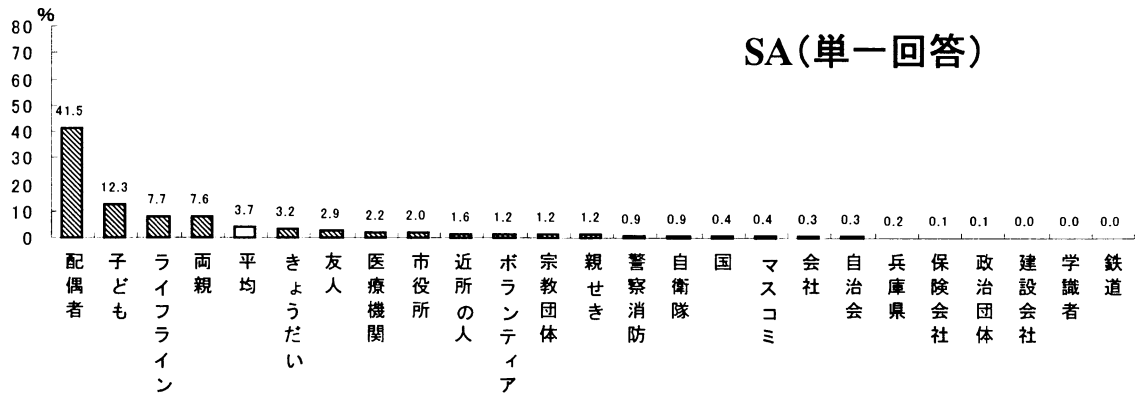 %
SA(単一回答)
80
70
60
50
40
30
20
10
0
41.5
12.3
7.7
7.6
3.7
3.2
2.9
2.2
2.0
1.6
1.2
1.2
1.2
0.9
0.9
0.4
0.4
0.3
0.3
0.2
0.1
0.1
0.0
0.0
0.0
配偶者
子ども
ライフライン
両親
平均
きょうだい
友人
医療機関
市役所
近所の人
ボランティア
宗教団体
親せき
警察消防
自衛隊
国
マスコミ
会社
自治会
兵庫県
保険会社
政治団体
建設会社
学識者
鉄道